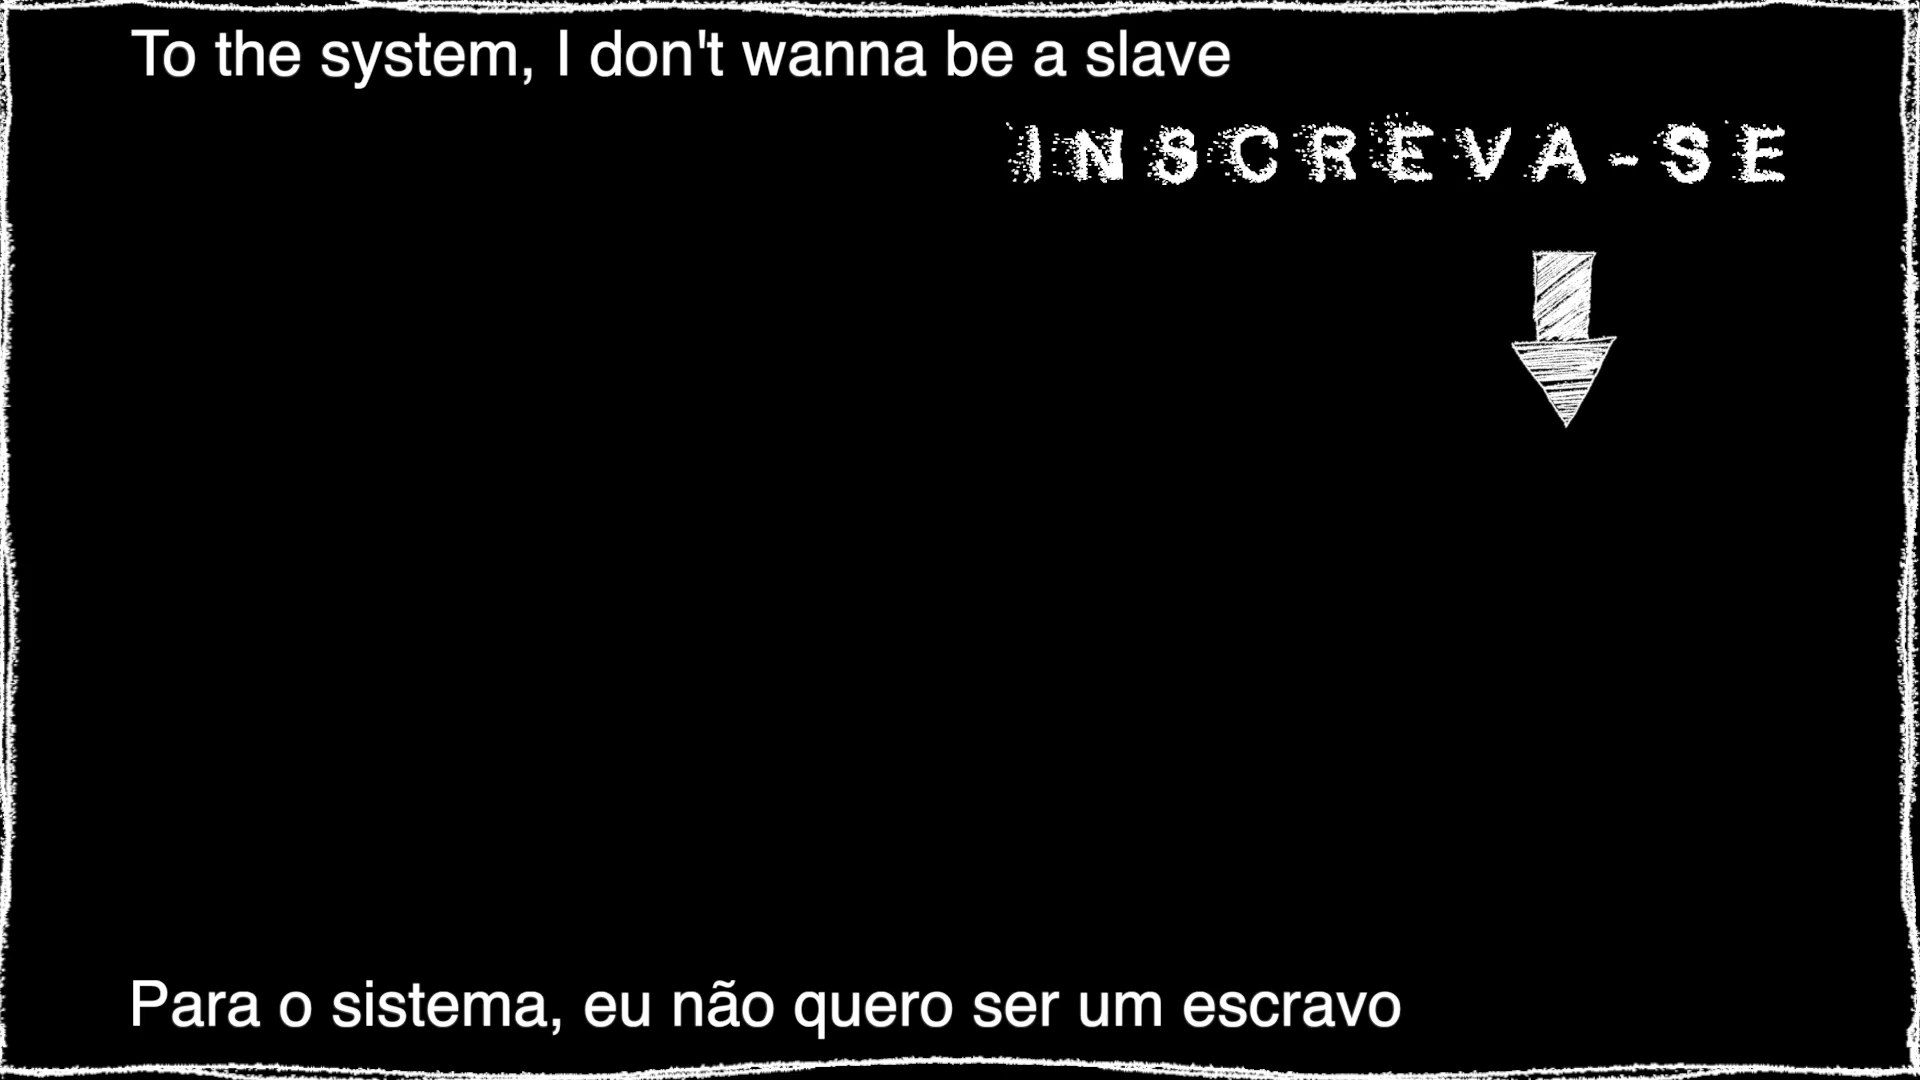 To the system, I don't wanna be a slave
INSCREVA-SE
Para o sistema, eu não quero ser um escravo